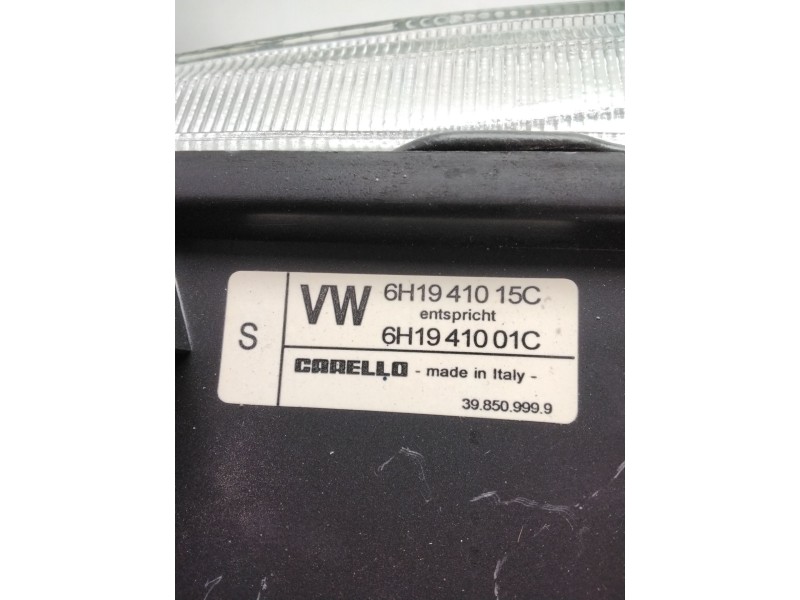 VW 6H19 410 15C
entspricht
S 6H19 410 01C
CARELLO - made in Italy -
39.850.999.9